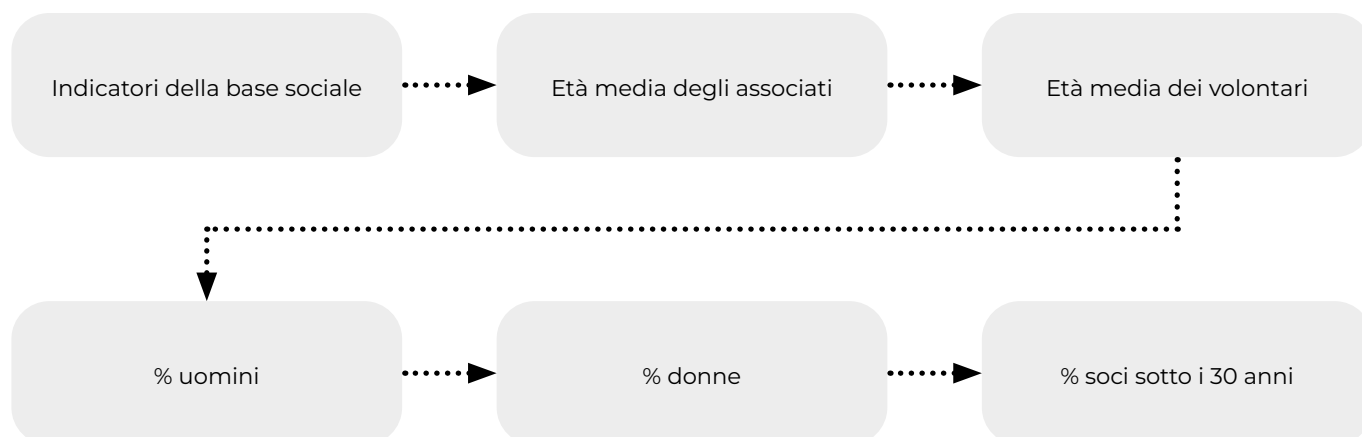 Indicatori della base sociale
Età media degli associati
Età media dei volontari
% uomini
% donne
% soci sotto i 30 anni